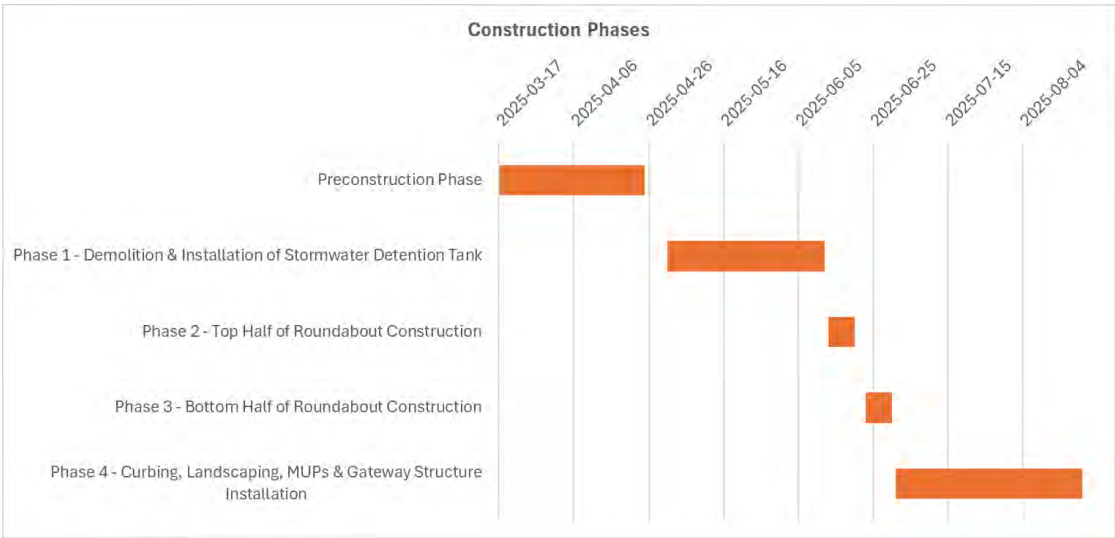 Construction Phases
2025-03-17
2025-04-06
2025-04-26
2025-05-16
2025-06-05
2025-06-25
2025-07-15
2025-08-04
Preconstruction Phase
Phase 1 - Demolition & Installation of Stormwater Detention Tank
Phase 2 - Top Half of Roundabout Construction
Phase 3 - Bottom Half of Roundabout Construction
Phase 4 - Curbing, Landscaping, MUPs & Gateway Structure
Installation